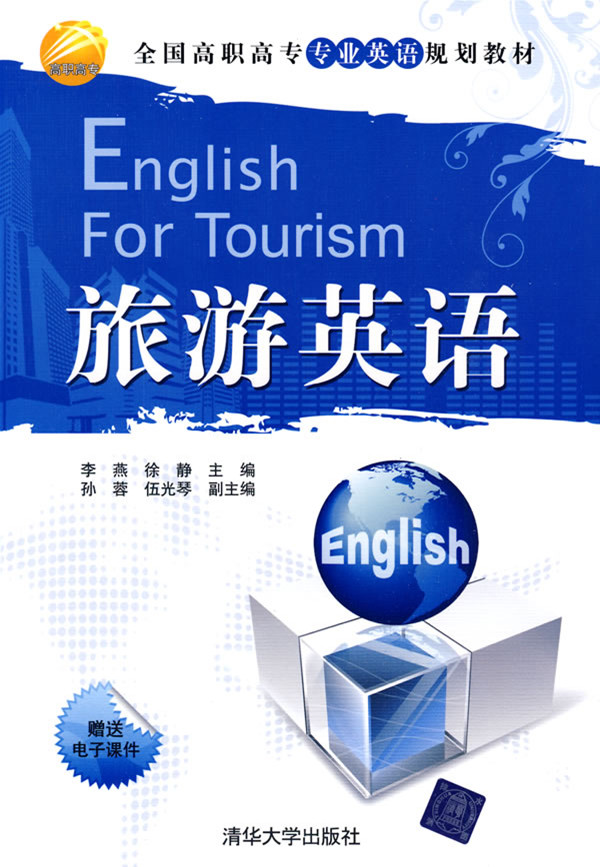 全国高职高专专业英语规划教材
高职高专
English
For Tourism
旅游英语
李 燕 徐 静 主 编
孙 蓉 伍光琴 副主编
English
赠送
电子课件
清华大学出版社